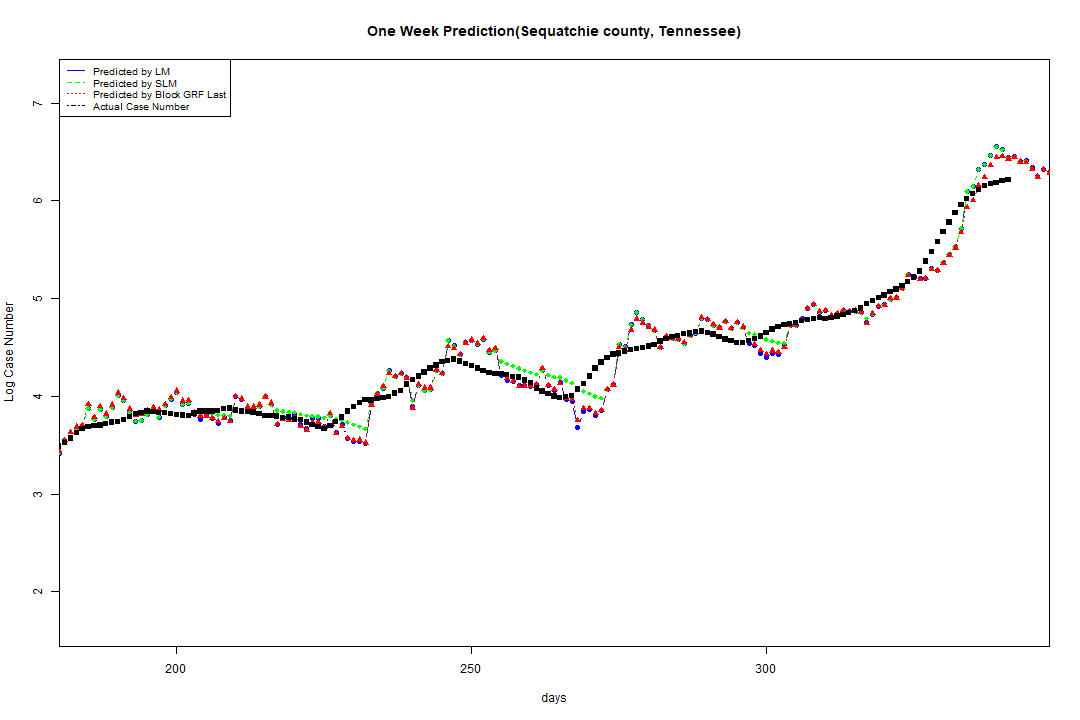 One Week Prediction(Sequatchie county, Tennessee)
Predicted by LM
Predicted by SLM
Predicted by Block GRF Last
Actual Case Number
7
6
5
4
3
2
Log Case Number
200 250 300
days